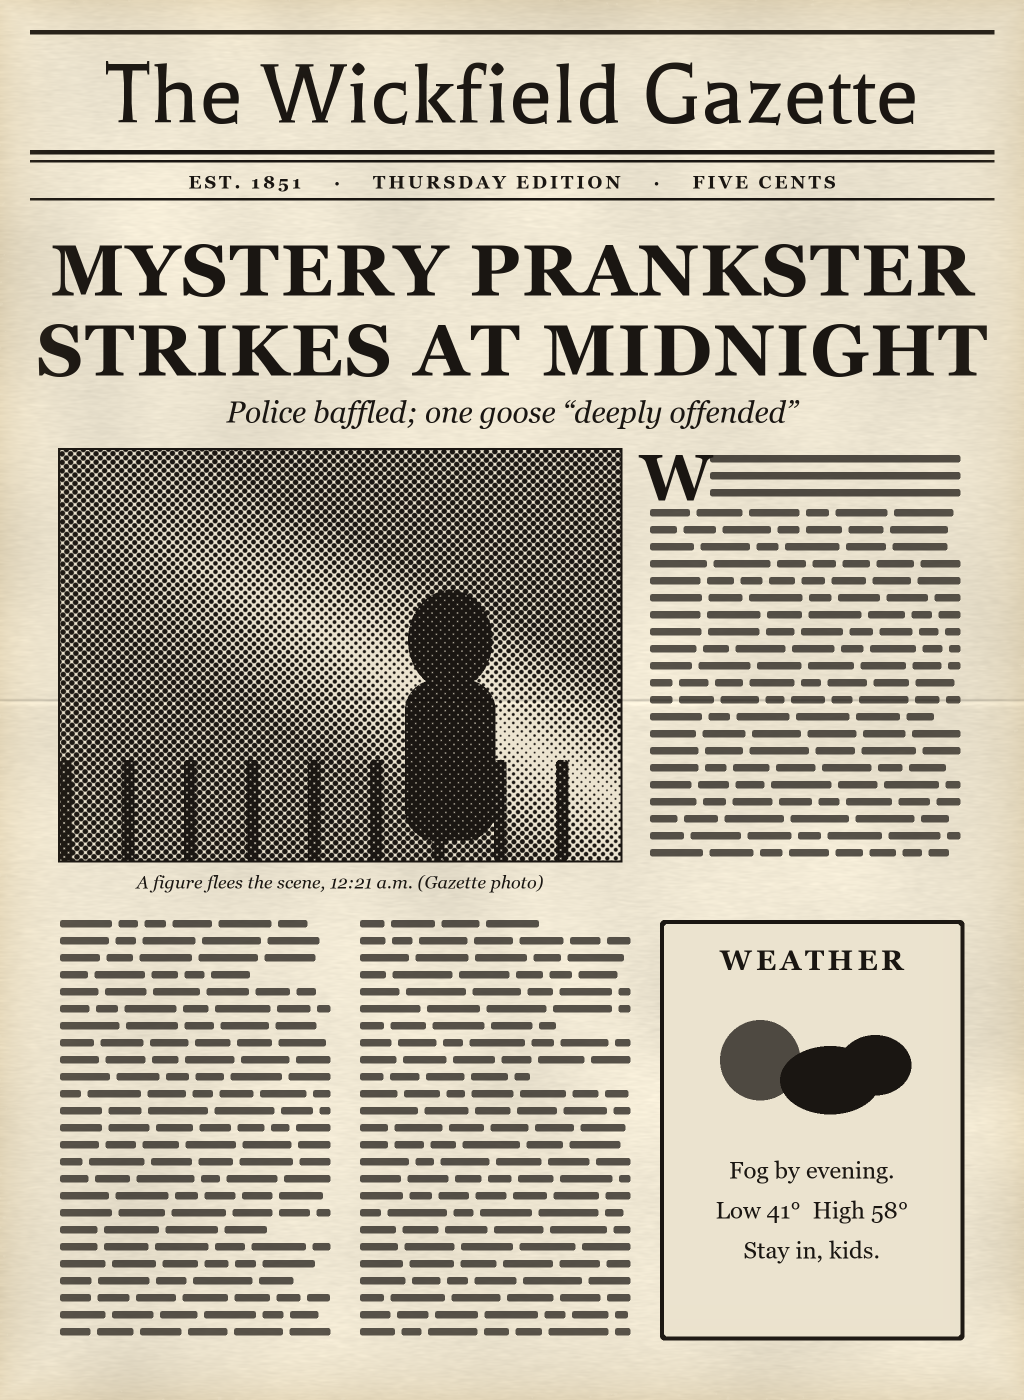 The Wickfield Gazette
EST. 1851 · THURSDAY EDITION · FIVE CENTS
MYSTERY PRANKSTER
STRIKES AT MIDNIGHT
Police baffled; one goose “deeply offended”
W
A figure flees the scene, 12:21 a.m. (Gazette photo)
WEATHER
Fog by evening.
Low 41° High 58°
Stay in, kids.